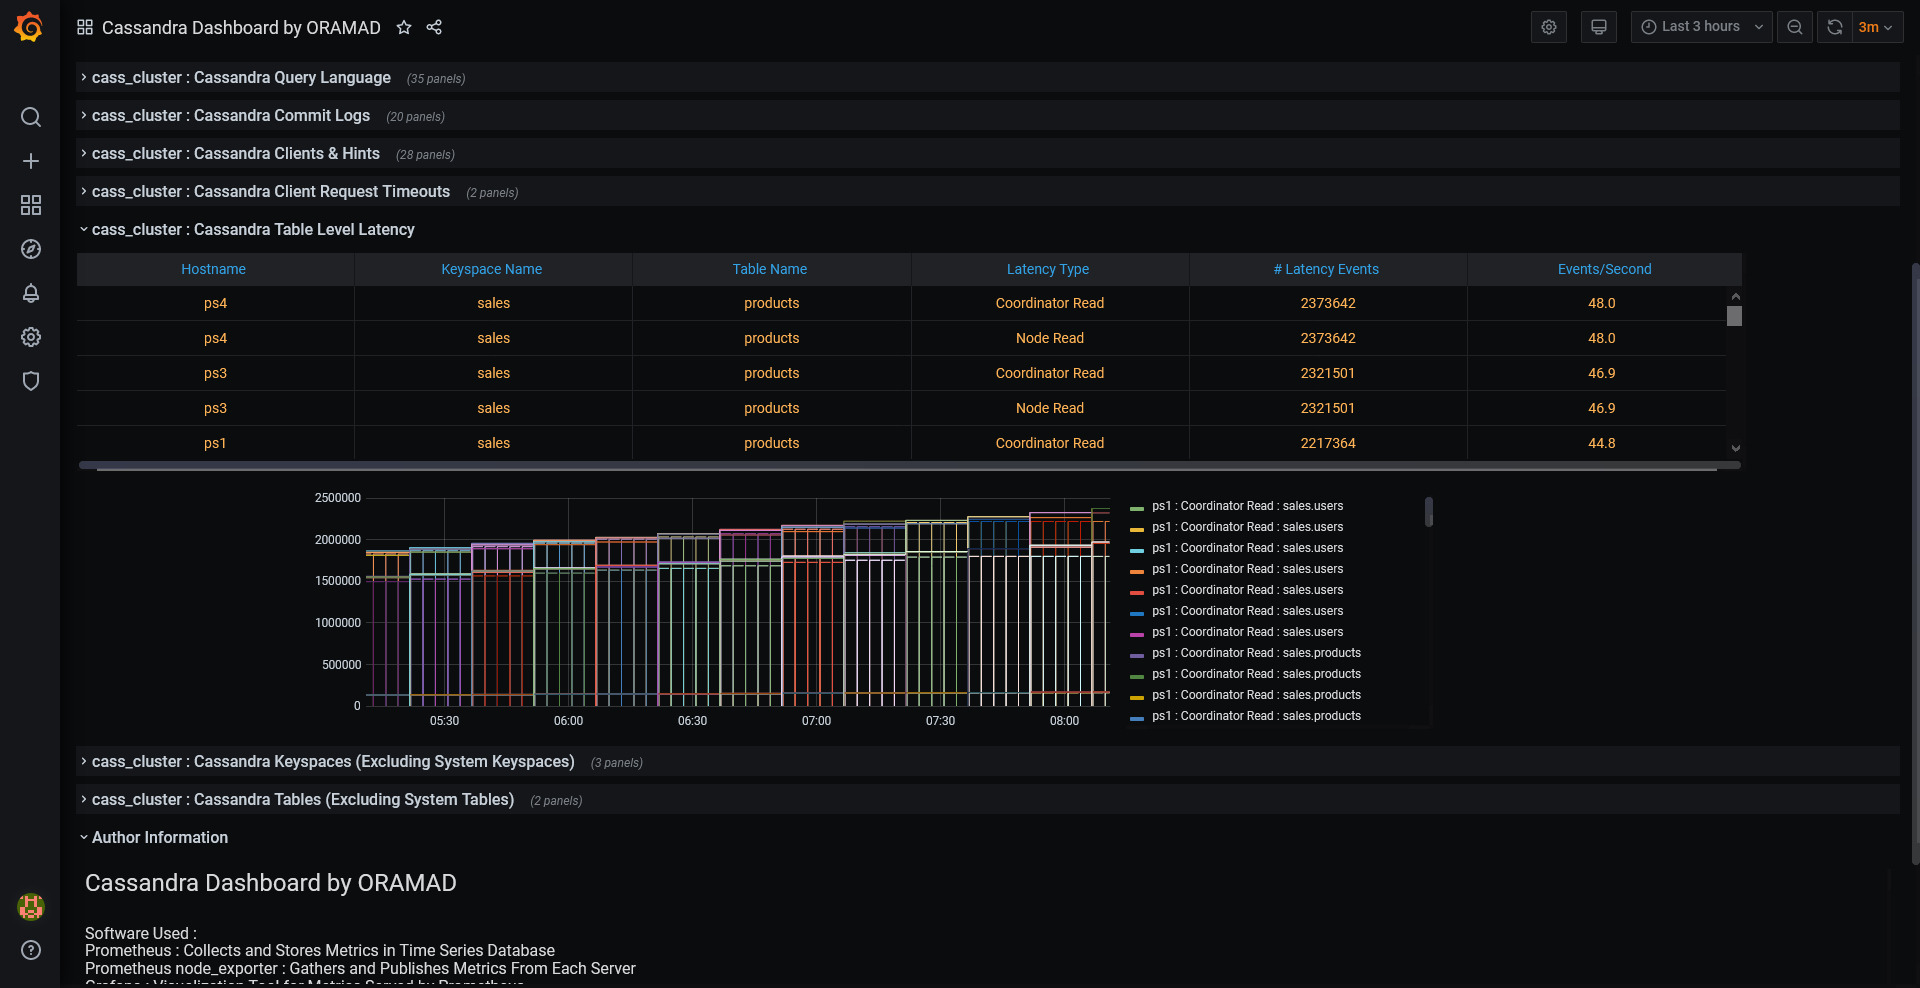 Cassandra Dashboard by ORAMAD
Last 3 hours
3m
cass_cluster : Cassandra Query Language (35 panels)
cass_cluster : Cassandra Commit Logs (20 panels)
cass_cluster : Cassandra Clients & Hints (28 panels)
cass_cluster : Cassandra Client Request Timeouts (2 panels)
cass_cluster : Cassandra Table Level Latency
Hostname Keyspace Name Table Name Latency Type # Latency Events Events/Second
ps4 sales products Coordinator Read 2373642 48.0
ps4 sales products Node Read 2373642 48.0
ps3 sales products Coordinator Read 2321501 46.9
ps3 sales products Node Read 2321501 46.9
ps1 sales products Coordinator Read 2217364 44.8
2500000
2000000
1500000
1000000
500000
0
05:30 06:00 06:30 07:00 07:30 08:00
ps1 : Coordinator Read : sales.users
ps1 : Coordinator Read : sales.users
ps1 : Coordinator Read : sales.users
ps1 : Coordinator Read : sales.users
ps1 : Coordinator Read : sales.users
ps1 : Coordinator Read : sales.users
ps1 : Coordinator Read : sales.users
ps1 : Coordinator Read : sales.products
ps1 : Coordinator Read : sales.products
ps1 : Coordinator Read : sales.products
ps1 : Coordinator Read : sales.products
cass_cluster : Cassandra Keyspaces (Excluding System Keyspaces) (3 panels)
cass_cluster : Cassandra Tables (Excluding System Tables) (2 panels)
Author Information
Cassandra Dashboard by ORAMAD
Software Used :
Prometheus : Collects and Stores Metrics in Time Series Database
Prometheus node_exporter : Gathers and Publishes Metrics From Each Server
Grafana : Visualization Tool for Metrics Served by Prometheus